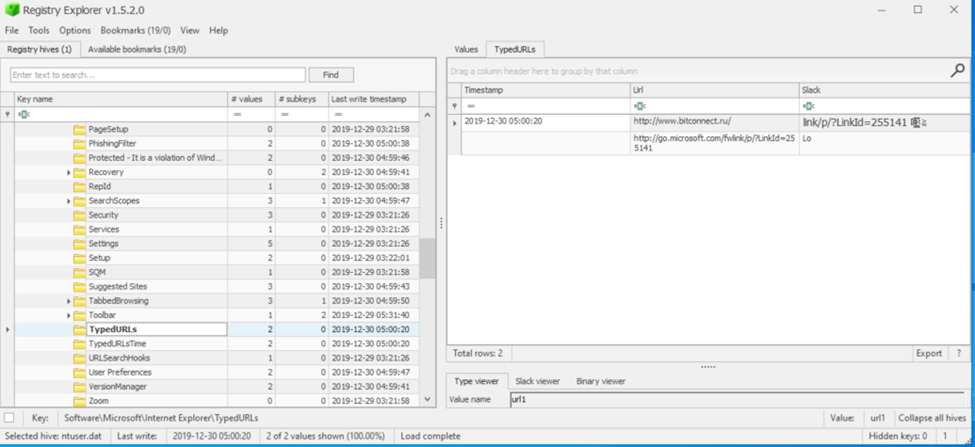 Registry Explorer v1.5.2.0
File Tools Options Bookmarks (19/0) View Help
Registry hives (1) Available bookmarks (19/0)
Enter text to search... Find
Key name # values # subkeys Last write timestamp
= = =
PageSetup 0 0 2019-12-29 03:21:58
PhishingFilter 2 0 2019-12-30 05:00:38
Protected - It is a violation of Wind... 2 0 2019-12-30 04:59:46
Recovery 0 2 2019-12-30 04:59:41
RepId 1 0 2019-12-30 05:00:38
SearchScopes 3 1 2019-12-30 04:59:47
Security 3 0 2019-12-29 03:21:26
Services 1 0 2019-12-29 03:21:26
Settings 5 0 2019-12-29 03:21:26
Setup 2 0 2019-12-29 03:22:01
SQM 1 0 2019-12-29 03:21:58
Suggested Sites 3 0 2019-12-30 04:59:43
TabbedBrowsing 3 1 2019-12-30 04:59:50
Toolbar 1 2 2019-12-29 05:31:40
TypedURLs 2 0 2019-12-30 05:00:20
TypedURLsTime 2 0 2019-12-30 05:00:20
URLSearchHooks 1 0 2019-12-29 03:21:26
User Preferences 2 0 2019-12-30 04:59:47
VersionManager 2 0 2019-12-30 04:59:41
Zoom 0 0 2019-12-29 03:21:58
Values TypedURLs
Drag a column header here to group by that column
Timestamp Url Slack
=
2019-12-30 05:00:20 http://www.bitconnect.ru/ link/p/?LinkId=255141
http://go.microsoft.com/fwlink/p/?LinkId=25 Lo
5141
Total rows: 2 Export ?
Type viewer Slack viewer Binary viewer
Value name url1
Key: Software\Microsoft\Internet Explorer\TypedURLs Value: url1 Collapse all hives
Selected hive: ntuser.dat Last write: 2019-12-30 05:00:20 2 of 2 values shown (100.00%) Load complete Hidden keys: 0 1